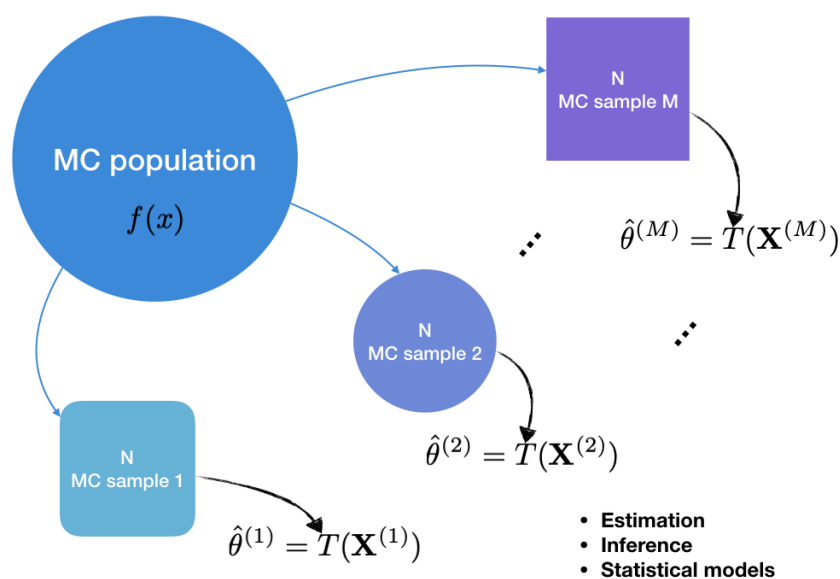 MC population
f(x)
N
MC sample M
θ̂^(M) = T(X^(M))
N
MC sample 2
θ̂^(2) = T(X^(2))
N
MC sample 1
θ̂^(1) = T(X^(1))
• Estimation
• Inference
• Statistical models